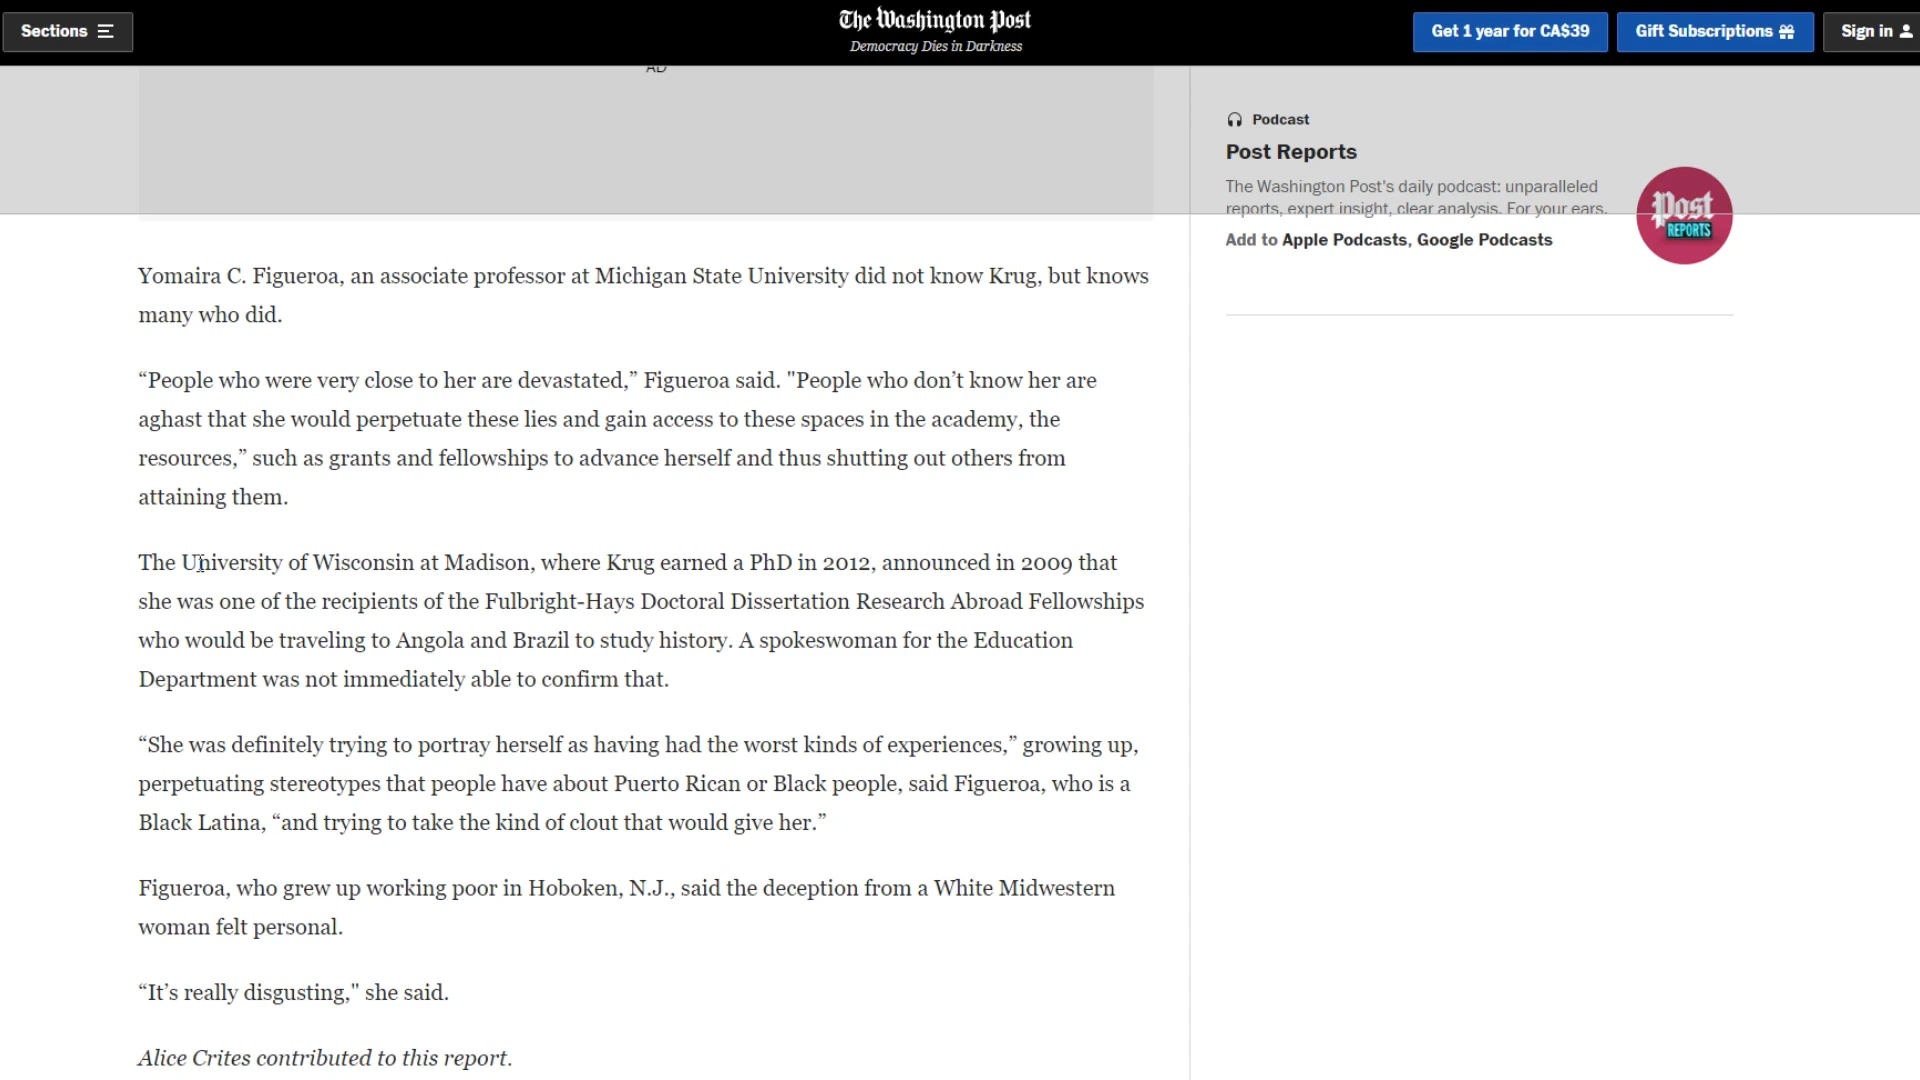 Sections
The Washington Post
Democracy Dies in Darkness
Get 1 year for CA$39
Gift Subscriptions
Sign in
AD
Podcast
Post Reports
The Washington Post's daily podcast: unparalleled
reports, expert insight, clear analysis. For your ears.
Add to Apple Podcasts, Google Podcasts
Post
REPORTS
Yomaira C. Figueroa, an associate professor at Michigan State University did not know Krug, but knows
many who did.
“People who were very close to her are devastated,” Figueroa said. "People who don’t know her are
aghast that she would perpetuate these lies and gain access to these spaces in the academy, the
resources,” such as grants and fellowships to advance herself and thus shutting out others from
attaining them.
The University of Wisconsin at Madison, where Krug earned a PhD in 2012, announced in 2009 that
she was one of the recipients of the Fulbright-Hays Doctoral Dissertation Research Abroad Fellowships
who would be traveling to Angola and Brazil to study history. A spokeswoman for the Education
Department was not immediately able to confirm that.
“She was definitely trying to portray herself as having had the worst kinds of experiences,” growing up,
perpetuating stereotypes that people have about Puerto Rican or Black people, said Figueroa, who is a
Black Latina, “and trying to take the kind of clout that would give her.”
Figueroa, who grew up working poor in Hoboken, N.J., said the deception from a White Midwestern
woman felt personal.
“It’s really disgusting," she said.
Alice Crites contributed to this report.